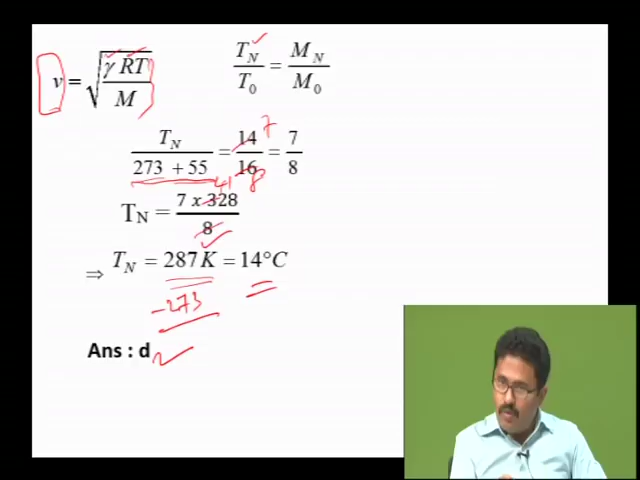 v = √(γ RT / M)
T_N / T_0 = M_N / M_0
T_N / (273 + 55) = 14 / 16 = 7 / 8
7
8
41
T_N = (7 x 328) / 8
⇒ T_N = 287 K = 14°C
-273
Ans : d